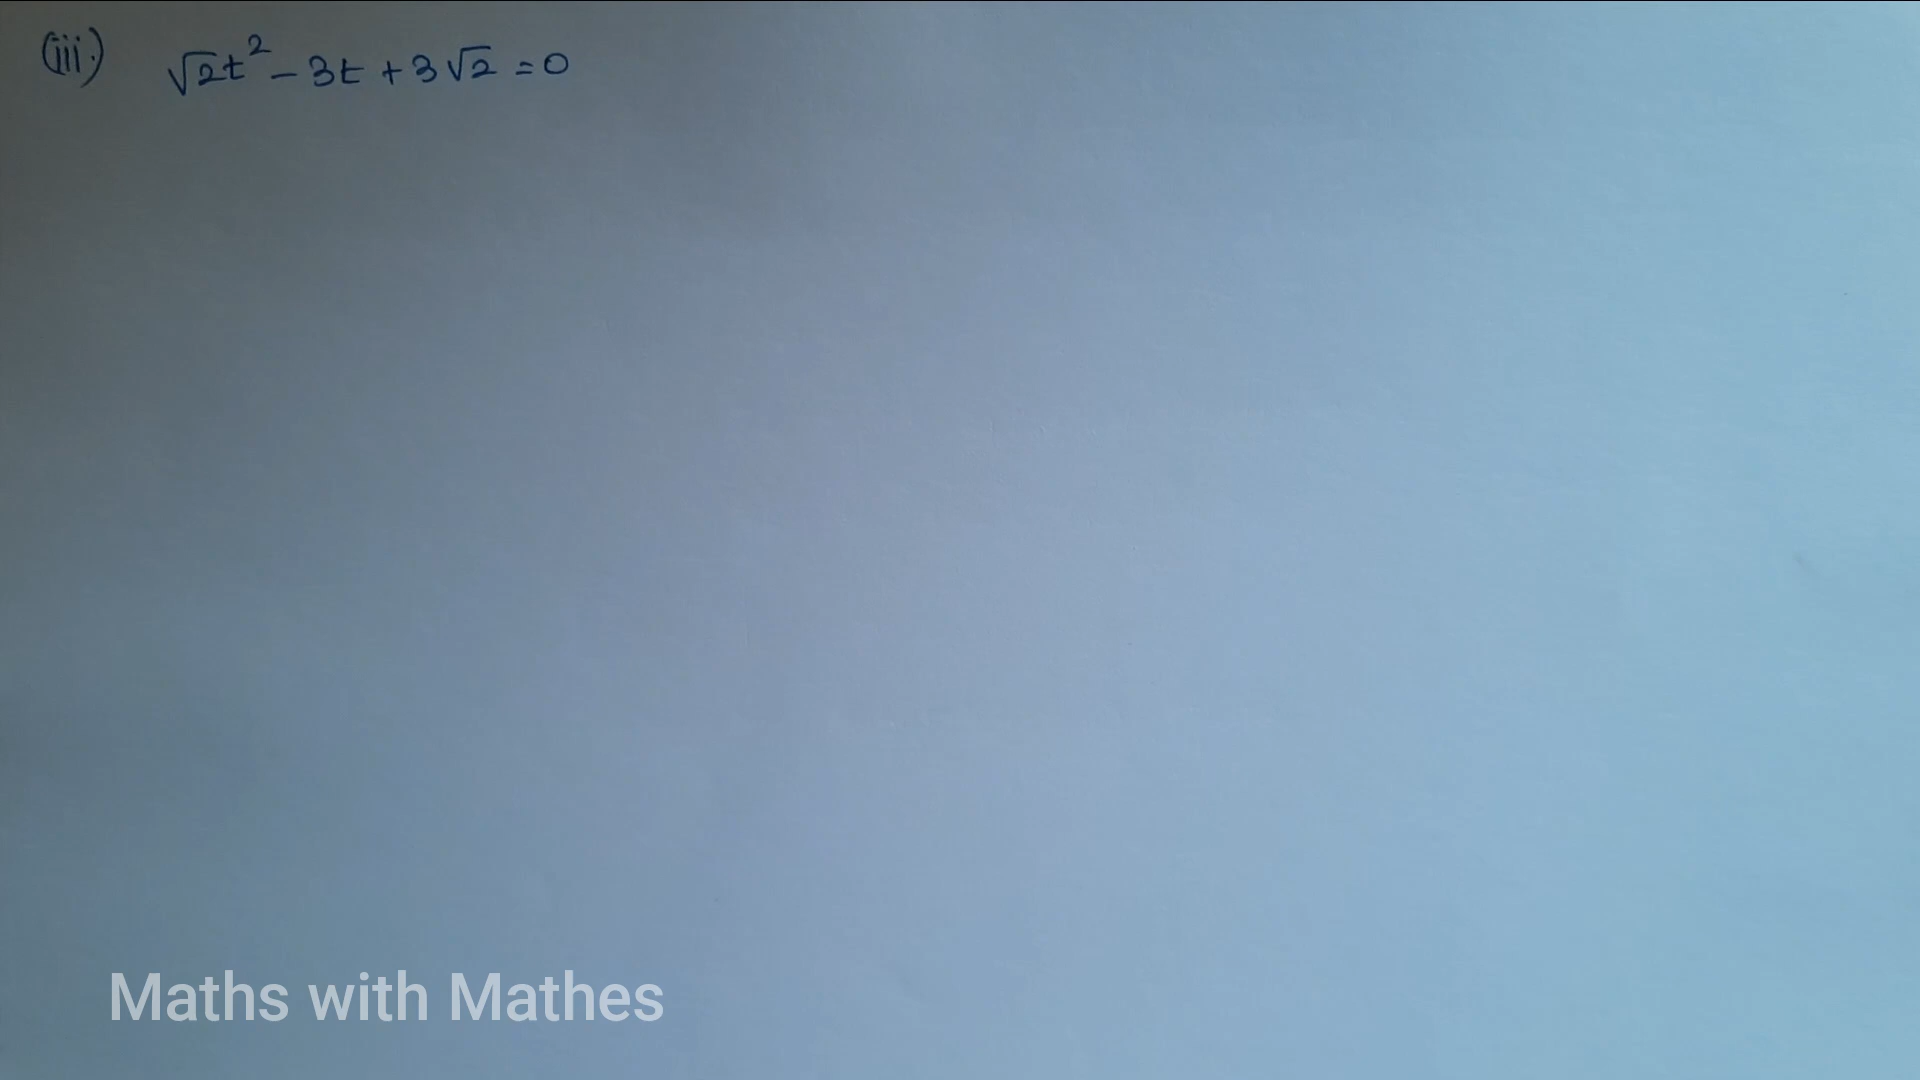 (iii.) √2t² - 3t + 3√2 = 0
Maths with Mathes